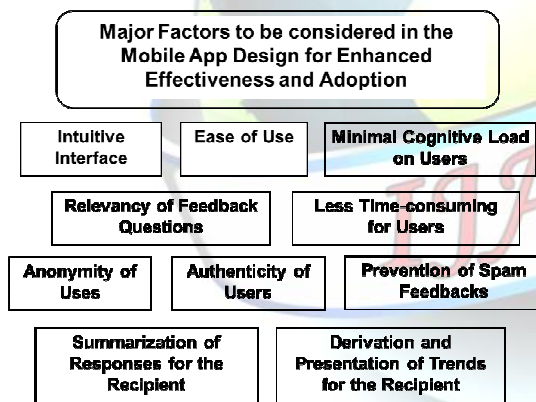 Major Factors to be considered in the
Mobile App Design for Enhanced
Effectiveness and Adoption
Intuitive
Interface
Ease of Use
Minimal Cognitive Load
on Users
Relevancy of Feedback
Questions
Less Time-consuming
for Users
Anonymity of
Uses
Authenticity of
Users
Prevention of Spam
Feedbacks
Summarization of
Responses for the
Recipient
Derivation and
Presentation of Trends
for the Recipient
IJA